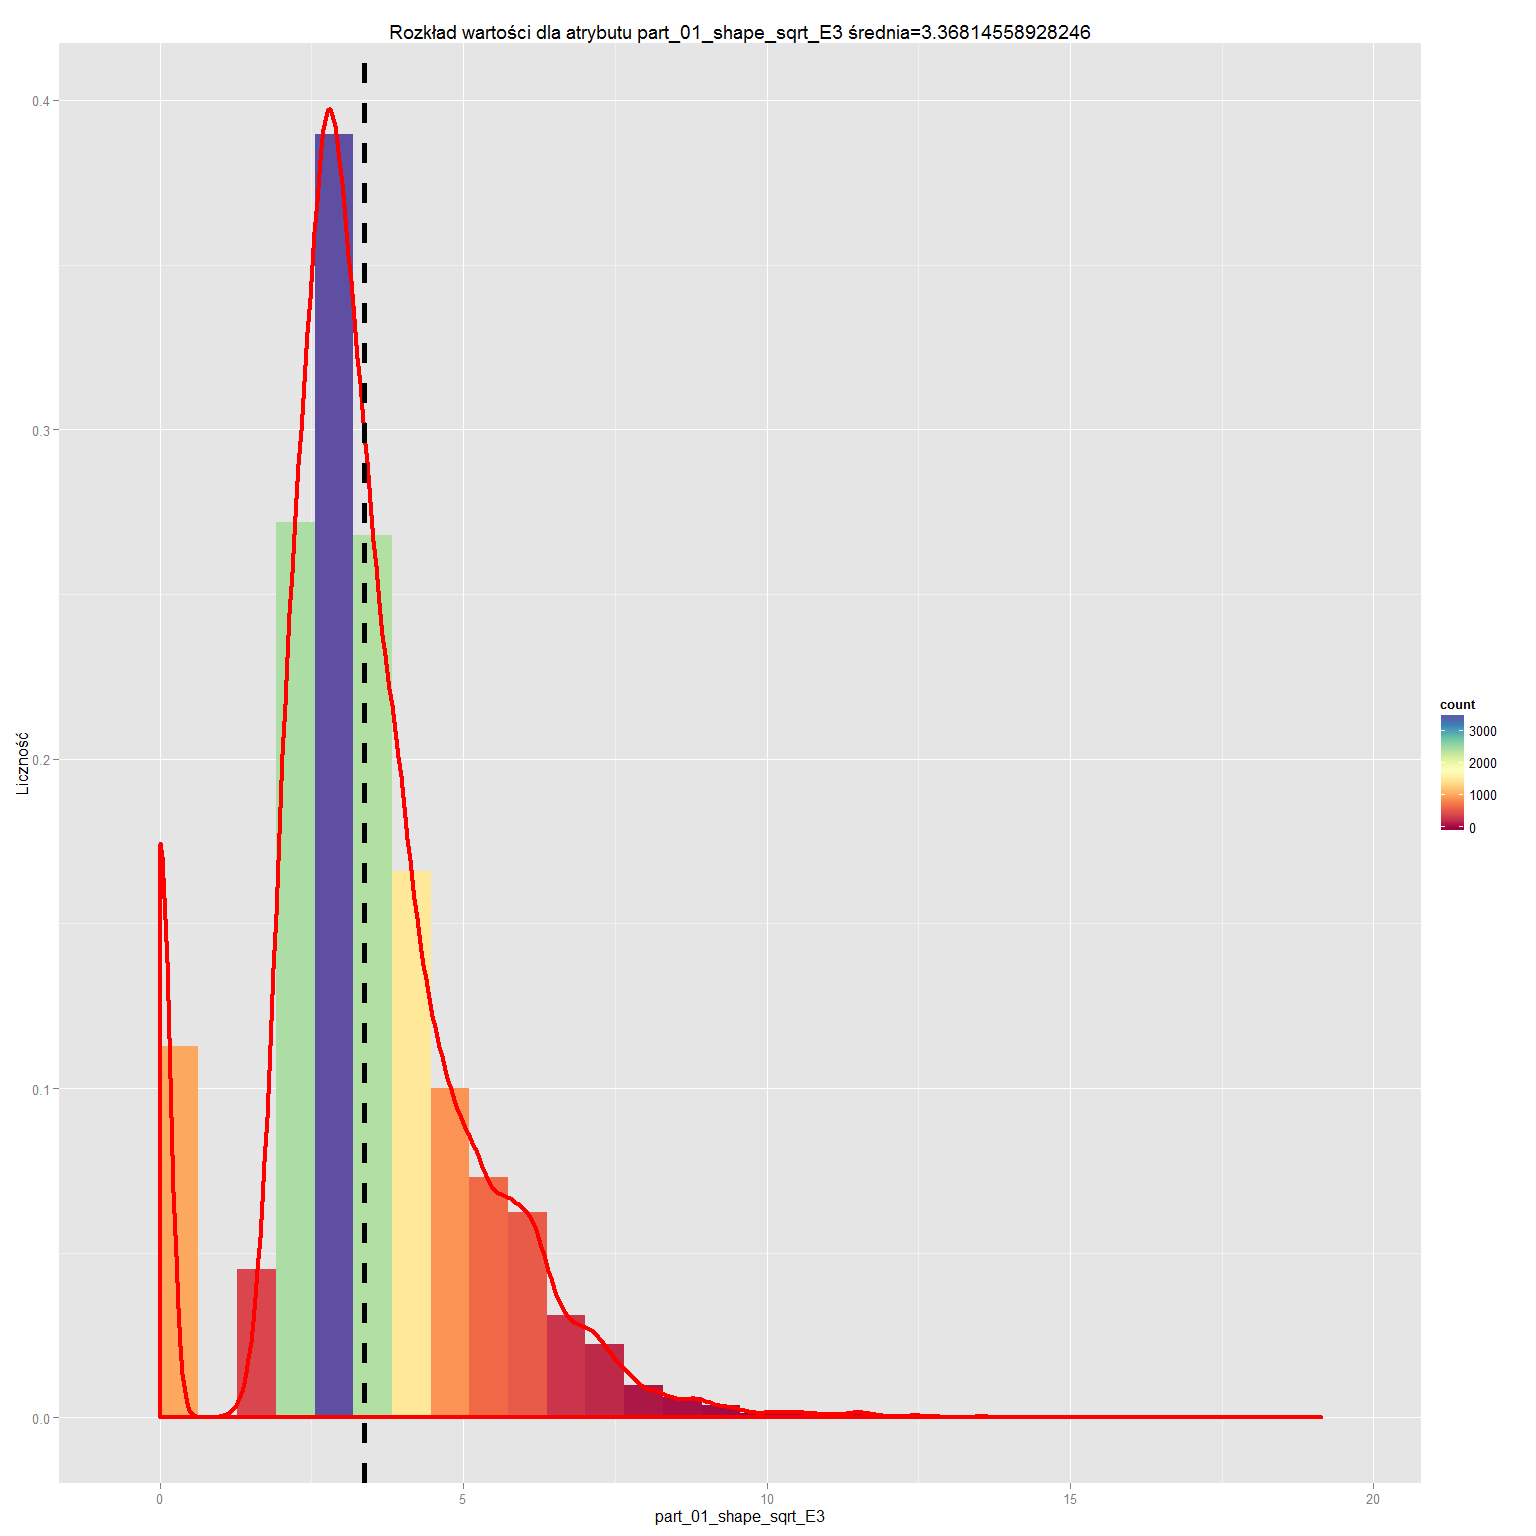 Rozkład wartości dla atrybutu part_01_shape_sqrt_E3 średnia=3.36814558928246
0.4
0.3
0.2
0.1
0.0
Liczność
0 5 10 15 20
part_01_shape_sqrt_E3
count
3000
2000
1000
0